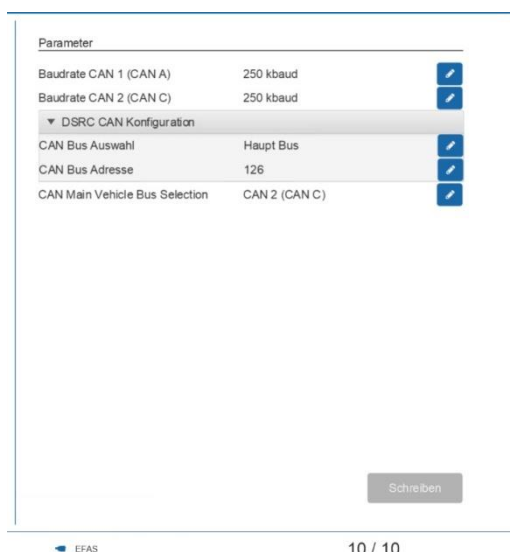 Parameter
Baudrate CAN 1 (CAN A) 250 kbaud
Baudrate CAN 2 (CAN C) 250 kbaud
▼ DSRC CAN Konfiguration
CAN Bus Auswahl Haupt Bus
CAN Bus Adresse 126
CAN Main Vehicle Bus Selection CAN 2 (CAN C)
Schreiben
EFAS 10 / 10